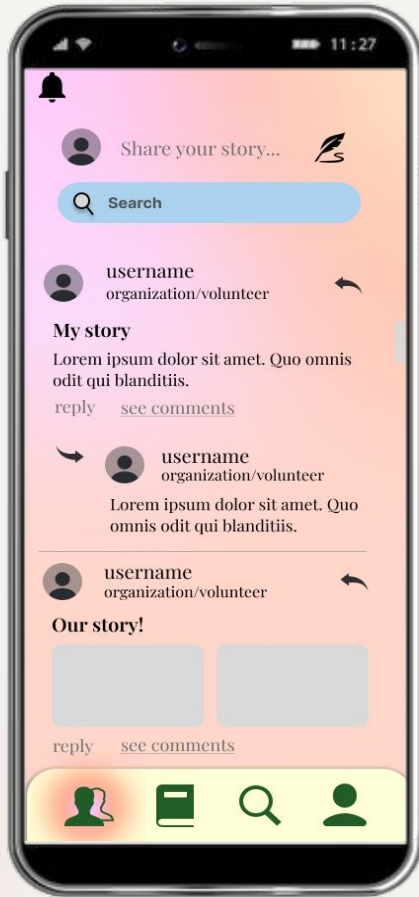 11:27
Share your story...
Search
username
organization/volunteer
My story
Lorem ipsum dolor sit amet. Quo omnis
odit qui blanditiis.
reply see comments
username
organization/volunteer
Lorem ipsum dolor sit amet. Quo
omnis odit qui blanditiis.
username
organization/volunteer
Our story!
reply see comments